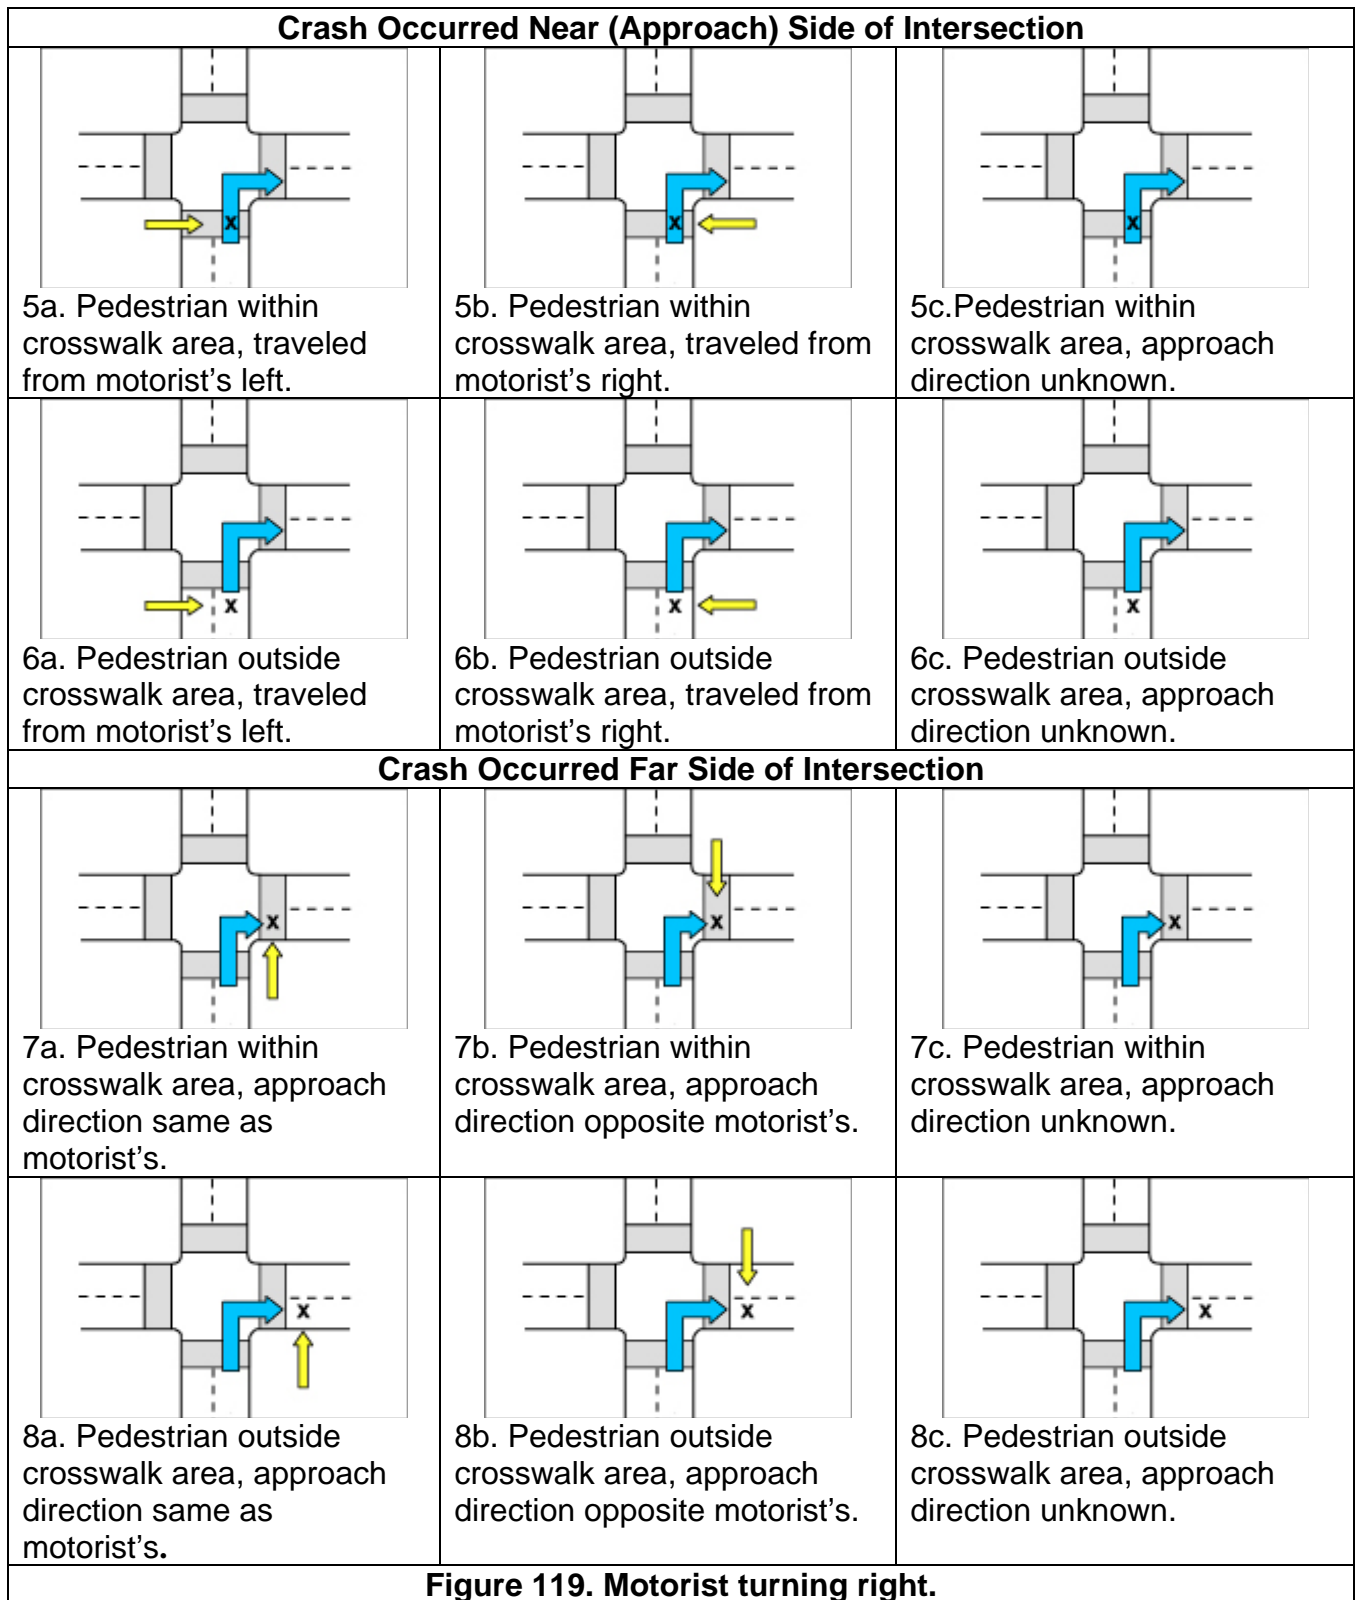 Crash Occurred Near (Approach) Side of Intersection
x
x
x
5a. Pedestrian within
crosswalk area, traveled
from motorist's left.
5b. Pedestrian within
crosswalk area, traveled from
motorist's right.
5c.Pedestrian within
crosswalk area, approach
direction unknown.
x
x
x
6a. Pedestrian outside
crosswalk area, traveled
from motorist's left.
6b. Pedestrian outside
crosswalk area, traveled from
motorist's right.
6c. Pedestrian outside
crosswalk area, approach
direction unknown.
Crash Occurred Far Side of Intersection
x
x
x
7a. Pedestrian within
crosswalk area, approach
direction same as
motorist's.
7b. Pedestrian within
crosswalk area, approach
direction opposite motorist's.
7c. Pedestrian within
crosswalk area, approach
direction unknown.
x
x
x
8a. Pedestrian outside
crosswalk area, approach
direction same as
motorist's.
8b. Pedestrian outside
crosswalk area, approach
direction opposite motorist's.
8c. Pedestrian outside
crosswalk area, approach
direction unknown.
Figure 119. Motorist turning right.